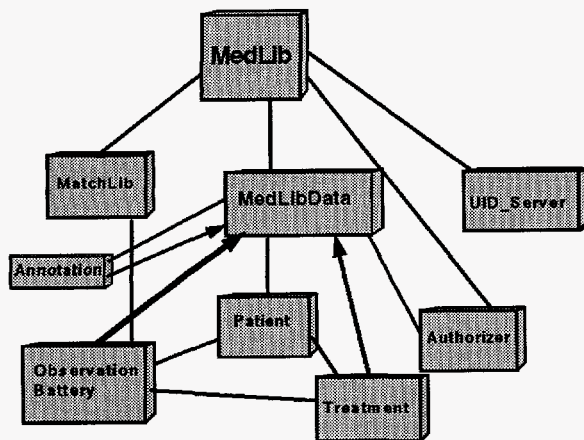 MedLib
MatchLib
MedLibData
UID_Server
Annotation
Patient
Authorizer
Observation
Battery
Treatment